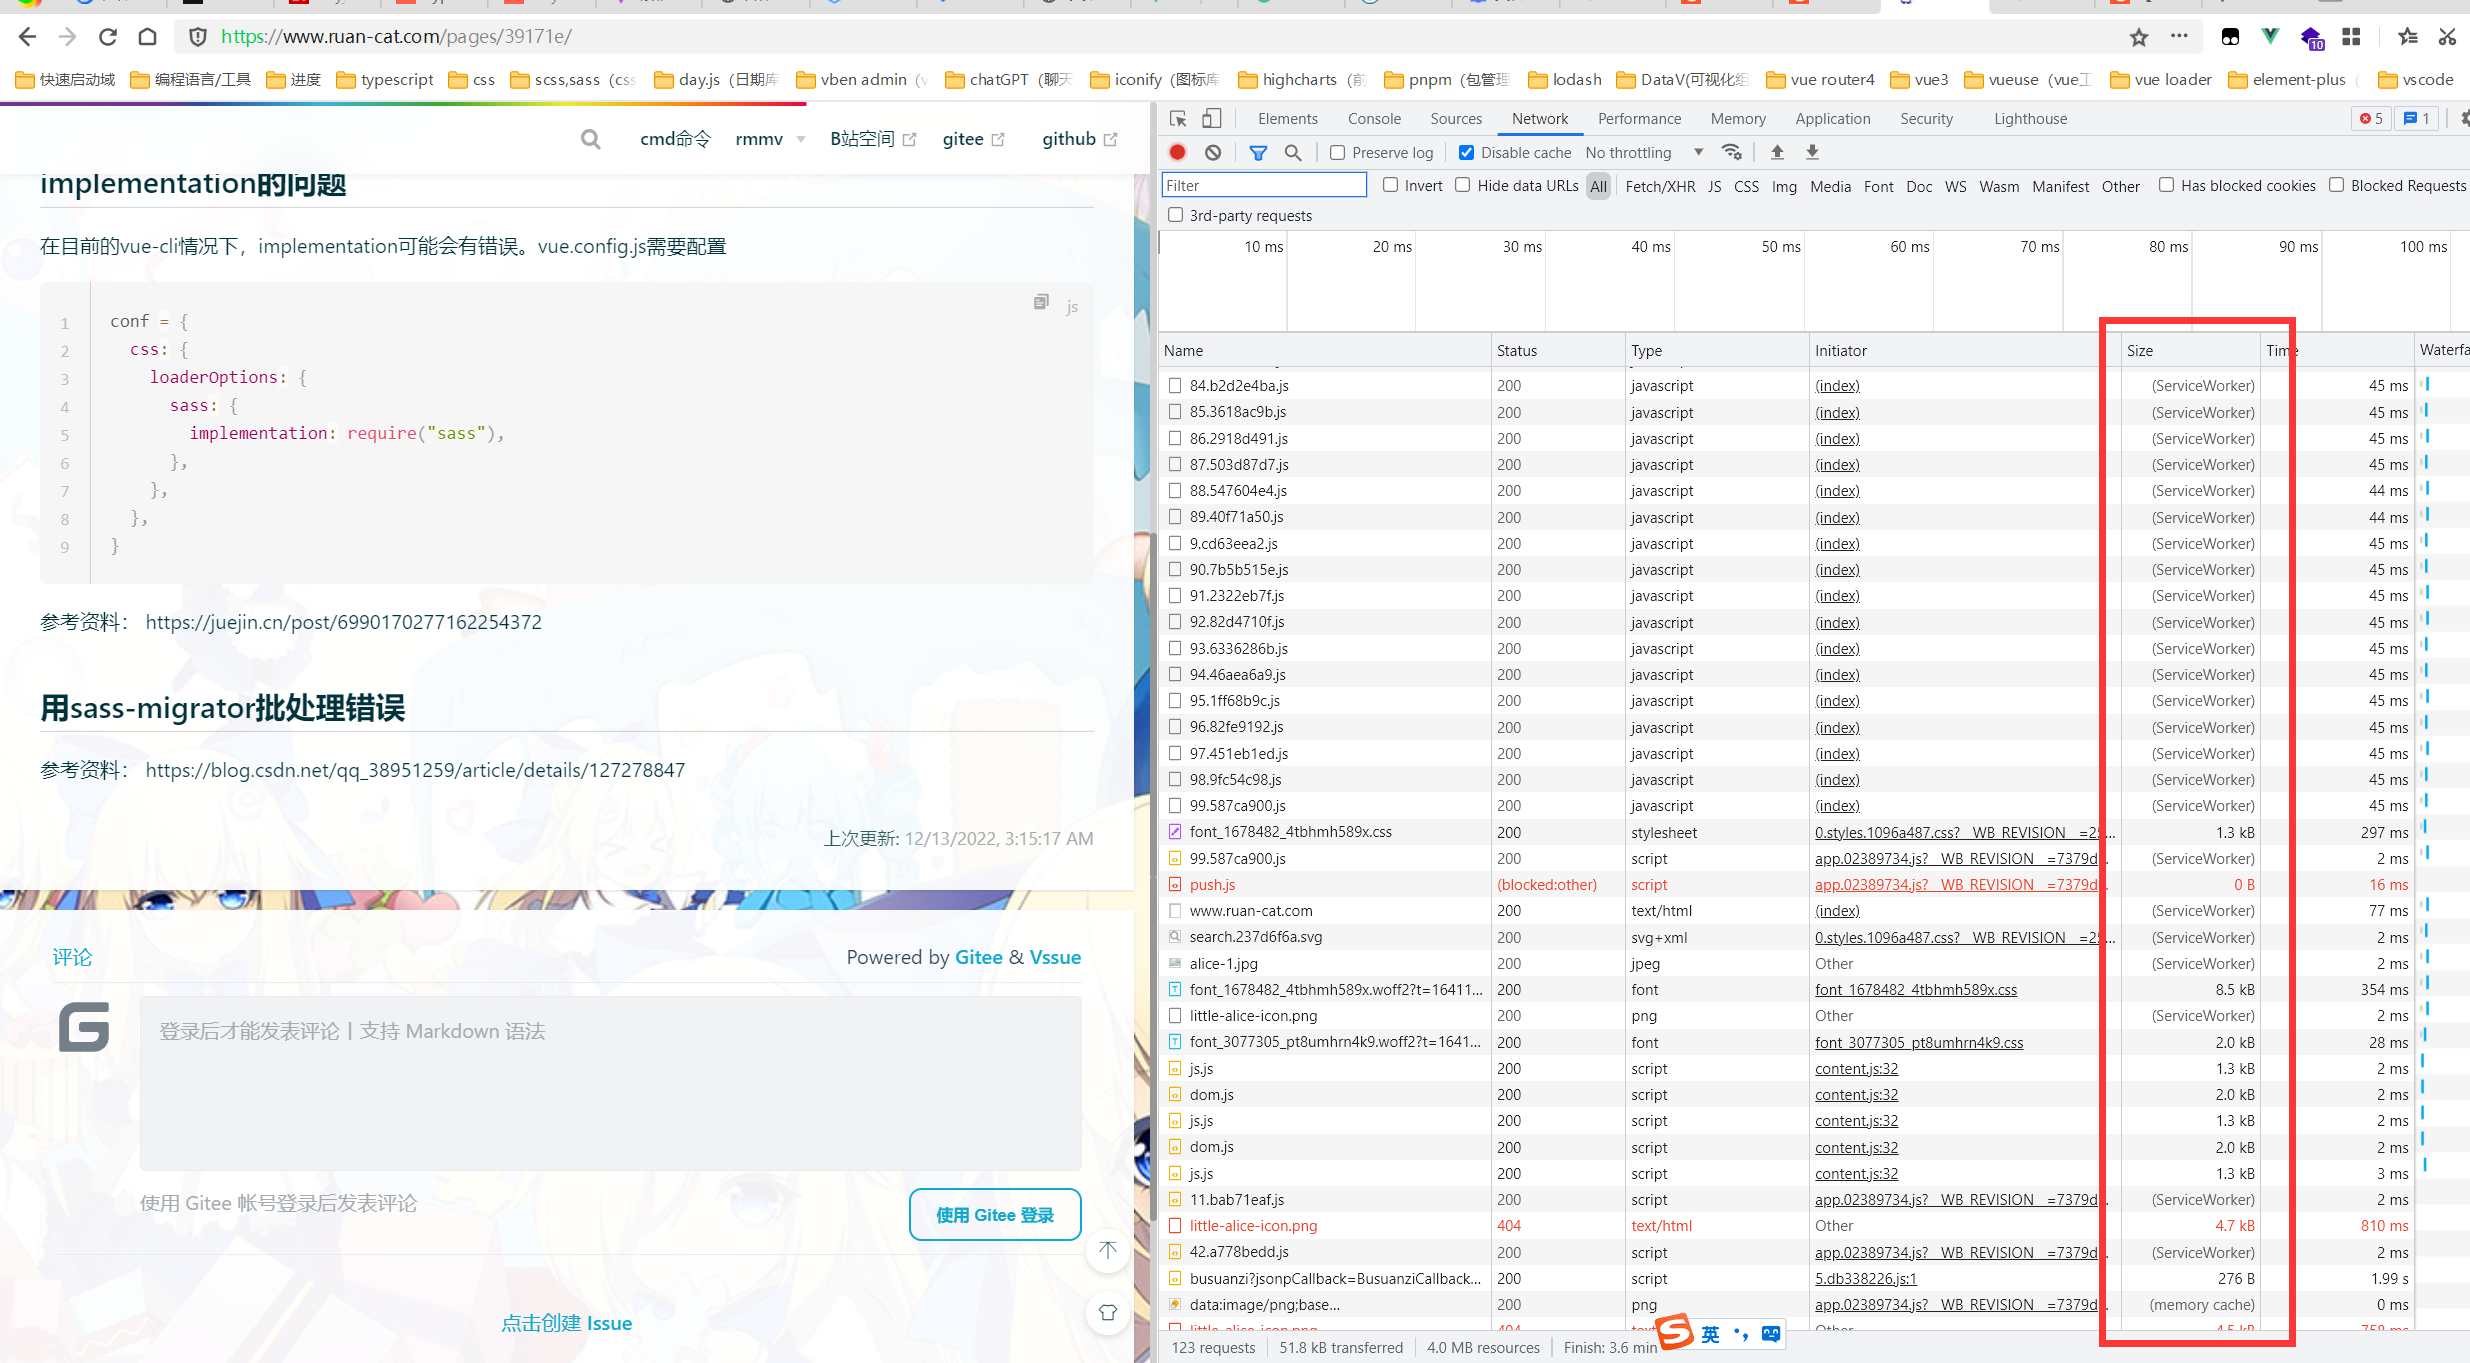 https://www.ruan-cat.com/pages/39171e/
10
快速启动域 编程语言/工具 进度 typescript css scss,sass（css day.js（日期库 vben admin（v chatGPT（聊天 iconify（图标库 highcharts（前 pnpm（包管理 lodash DataV(可视化组 vue router4 vue3 vueuse（vue工 vue loader element-plus（ vscode
cmd命令 rmmv B站空间 gitee github
implementation的问题
在目前的vue-cli情况下，implementation可能会有错误。vue.config.js需要配置
js
1 conf = {
2 css: {
3 loaderOptions: {
4 sass: {
5 implementation: require("sass"),
6 },
7 },
8 },
9 }
参考资料： https://juejin.cn/post/6990170277162254372
用sass-migrator批处理错误
参考资料： https://blog.csdn.net/qq_38951259/article/details/127278847
上次更新: 12/13/2022, 3:15:17 AM
评论 Powered by Gitee & Vssue
登录后才能发表评论 | 支持 Markdown 语法
使用 Gitee 帐号登录后发表评论 使用 Gitee 登录
点击创建 Issue
Elements Console Sources Network Performance Memory Application Security Lighthouse 5 1
Preserve log Disable cache No throttling
Filter Invert Hide data URLs All Fetch/XHR JS CSS Img Media Font Doc WS Wasm Manifest Other Has blocked cookies Blocked Requests
3rd-party requests
10 ms 20 ms 30 ms 40 ms 50 ms 60 ms 70 ms 80 ms 90 ms 100 ms
Name Status Type Initiator Size Time Waterfa
84.b2d2e4ba.js 200 javascript (index) (ServiceWorker) 45 ms
85.3618ac9b.js 200 javascript (index) (ServiceWorker) 45 ms
86.2918d491.js 200 javascript (index) (ServiceWorker) 45 ms
87.503d87d7.js 200 javascript (index) (ServiceWorker) 45 ms
88.547604e4.js 200 javascript (index) (ServiceWorker) 44 ms
89.40f71a50.js 200 javascript (index) (ServiceWorker) 44 ms
9.cd63eea2.js 200 javascript (index) (ServiceWorker) 45 ms
90.7b5b515e.js 200 javascript (index) (ServiceWorker) 45 ms
91.2322eb7f.js 200 javascript (index) (ServiceWorker) 45 ms
92.82d4710f.js 200 javascript (index) (ServiceWorker) 45 ms
93.6336286b.js 200 javascript (index) (ServiceWorker) 45 ms
94.46aea6a9.js 200 javascript (index) (ServiceWorker) 45 ms
95.1ff68b9c.js 200 javascript (index) (ServiceWorker) 45 ms
96.82fe9192.js 200 javascript (index) (ServiceWorker) 45 ms
97.451eb1ed.js 200 javascript (index) (ServiceWorker) 45 ms
98.9fc54c98.js 200 javascript (index) (ServiceWorker) 45 ms
99.587ca900.js 200 javascript (index) (ServiceWorker) 45 ms
font_1678482_4tbhmh589x.css 200 stylesheet 0.styles.1096a487.css?__WB_REVISION__=25... 1.3 kB 297 ms
99.587ca900.js 200 script app.02389734.js?__WB_REVISION__=7379d... (ServiceWorker) 2 ms
push.js (blocked:other) script app.02389734.js?__WB_REVISION__=7379d... 0 B 16 ms
www.ruan-cat.com 200 text/html (index) (ServiceWorker) 77 ms
search.237d6f6a.svg 200 svg+xml 0.styles.1096a487.css?__WB_REVISION__=25... (ServiceWorker) 2 ms
alice-1.jpg 200 jpeg Other (ServiceWorker) 2 ms
font_1678482_4tbhmh589x.woff2?t=16411... 200 font font_1678482_4tbhmh589x.css 8.5 kB 354 ms
little-alice-icon.png 200 png Other (ServiceWorker) 2 ms
font_3077305_pt8umhrn4k9.woff2?t=1641... 200 font font_3077305_pt8umhrn4k9.css 2.0 kB 28 ms
js.js 200 script content.js:32 1.3 kB 2 ms
dom.js 200 script content.js:32 2.0 kB 2 ms
js.js 200 script content.js:32 1.3 kB 2 ms
dom.js 200 script content.js:32 2.0 kB 2 ms
js.js 200 script content.js:32 1.3 kB 3 ms
11.bab71eaf.js 200 script app.02389734.js?__WB_REVISION__=7379d... (ServiceWorker) 2 ms
little-alice-icon.png 404 text/html Other 4.7 kB 810 ms
42.a778bedd.js 200 script app.02389734.js?__WB_REVISION__=7379d... (ServiceWorker) 2 ms
busuanzi?jsonpCallback=BusuanziCallback... 200 script 5.db338226.js:1 276 B 1.99 s
data:image/png;base... 200 png app.02389734.js?__WB_REVISION__=7379d... (memory cache) 0 ms
little-alice-icon.png 404 Other 4.5 kB 758 ms
123 requests 51.8 kB transferred 4.0 MB resources Finish: 3.6 min
英